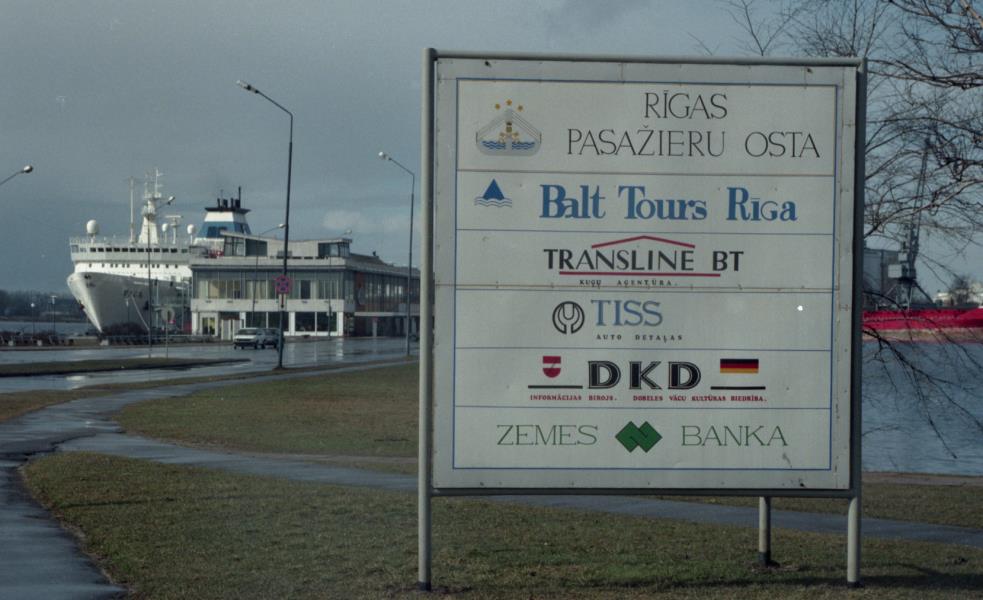 RĪGAS
PASAŽIERU OSTA
Balt Tours Rīga
TRANSLINE BT
KUĢU AĢENTŪRA.
TISS
AUTO DETAĻAS
DKD
INFORMĀCIJAS BIROJS. DOBELES VĀCU KULTŪRAS BIEDRĪBA.
ZEMES BANKA